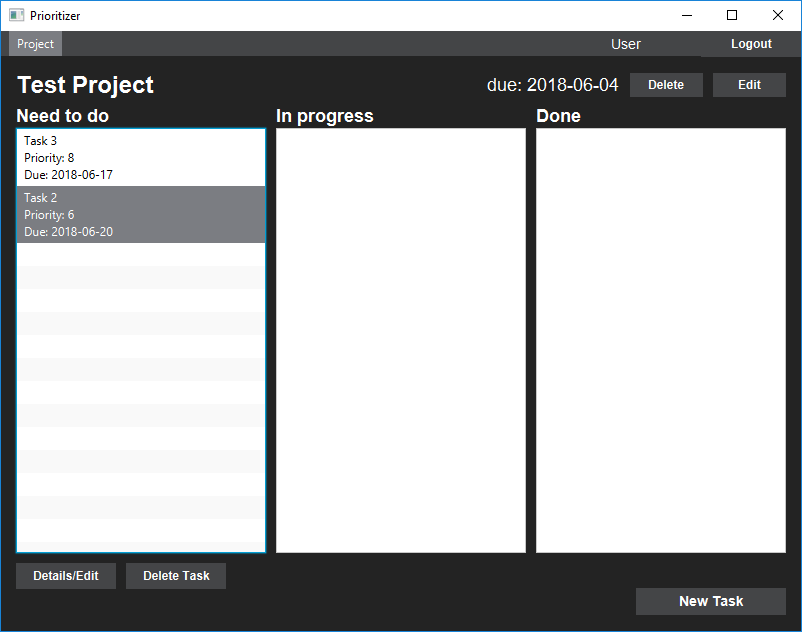 Prioritizer
Project
User
Logout
Test Project
due: 2018-06-04
Delete
Edit
Need to do
In progress
Done
Task 3
Priority: 8
Due: 2018-06-17
Task 2
Priority: 6
Due: 2018-06-20
Details/Edit
Delete Task
New Task